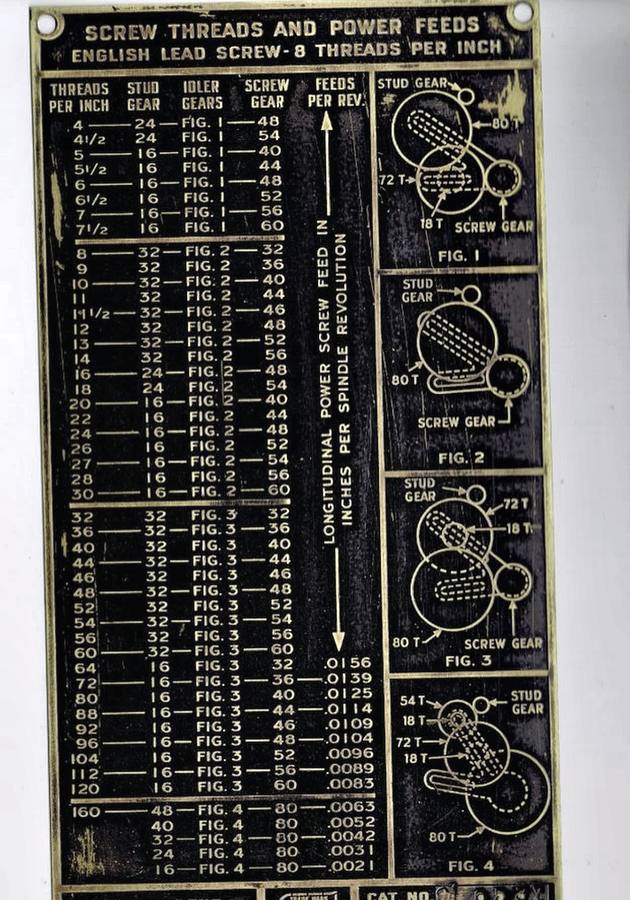 SCREW THREADS AND POWER FEEDS
ENGLISH LEAD SCREW-8 THREADS PER INCH
THREADS PER INCH STUD GEAR IDLER GEARS SCREW GEAR FEEDS PER REV.
4 24 FIG. 1 48
4 1/2 24 FIG. 1 54
5 16 FIG. 1 40
5 1/2 16 FIG. 1 44
6 16 FIG. 1 48
6 1/2 16 FIG. 1 52
7 16 FIG. 1 56
7 1/2 16 FIG. 1 60
8 32 FIG. 2 32
9 32 FIG. 2 36
10 32 FIG. 2 40
11 32 FIG. 2 44
11 1/2 32 FIG. 2 46
12 32 FIG. 2 48
13 32 FIG. 2 52
14 32 FIG. 2 56
16 24 FIG. 2 48
18 24 FIG. 2 54
20 16 FIG. 2 40
22 16 FIG. 2 44
24 16 FIG. 2 48
26 16 FIG. 2 52
27 16 FIG. 2 54
28 16 FIG. 2 56
30 16 FIG. 2 60
32 32 FIG. 3 32
36 32 FIG. 3 36
40 32 FIG. 3 40
44 32 FIG. 3 44
46 32 FIG. 3 46
48 32 FIG. 3 48
52 32 FIG. 3 52
54 32 FIG. 3 54
56 32 FIG. 3 56
60 32 FIG. 3 60
64 16 FIG. 3 32 .0156
72 16 FIG. 3 36 .0139
80 16 FIG. 3 40 .0125
88 16 FIG. 3 44 .0114
92 16 FIG. 3 46 .0109
96 16 FIG. 3 48 .0104
104 16 FIG. 3 52 .0096
112 16 FIG. 3 56 .0089
120 16 FIG. 3 60 .0083
160 48 FIG. 4 80 .0063
40 FIG. 4 80 .0052
32 FIG. 4 80 .0042
24 FIG. 4 80 .0031
16 FIG. 4 80 .0021
LONGITUDINAL POWER SCREW FEED IN
INCHES PER SPINDLE REVOLUTION
STUD GEAR
80 T
72 T
18 T SCREW GEAR
FIG. 1
STUD
GEAR
80 T
SCREW GEAR
FIG. 2
STUD
GEAR
72 T
18 T
80 T SCREW GEAR
FIG. 3
54 T STUD
18 T GEAR
72 T
18 T
80 T
FIG. 4
CAT. NO.